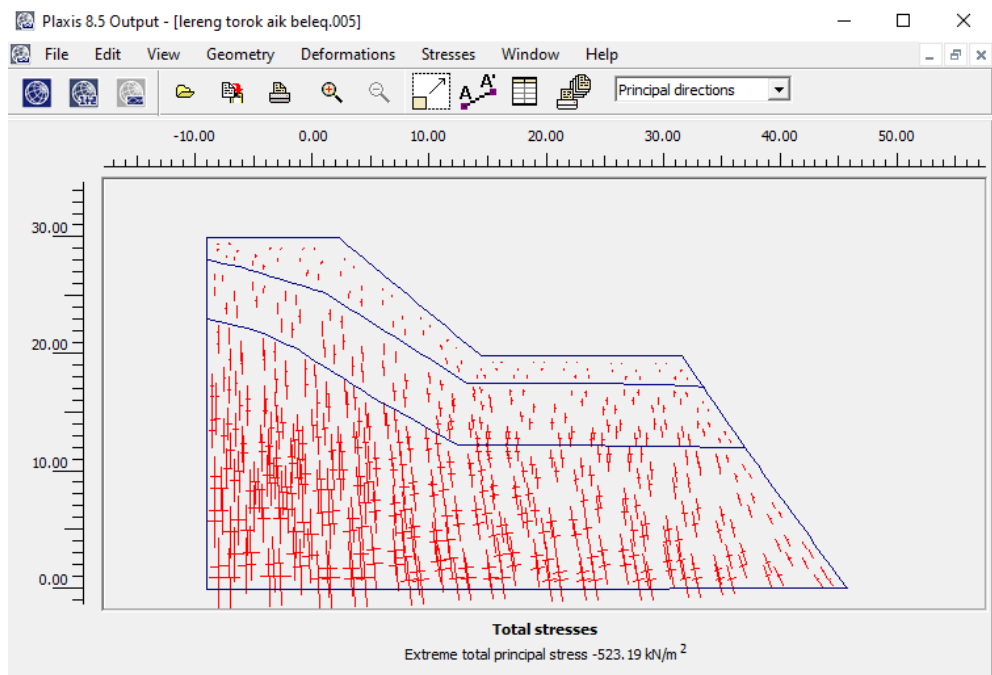 Plaxis 8.5 Output - [lereng torok aik beleq.005]
File Edit View Geometry Deformations Stresses Window Help
A A' Principal directions
-10.00 0.00 10.00 20.00 30.00 40.00 50.00
30.00
20.00
10.00
0.00
Total stresses
Extreme total principal stress -523.19 kN/m²